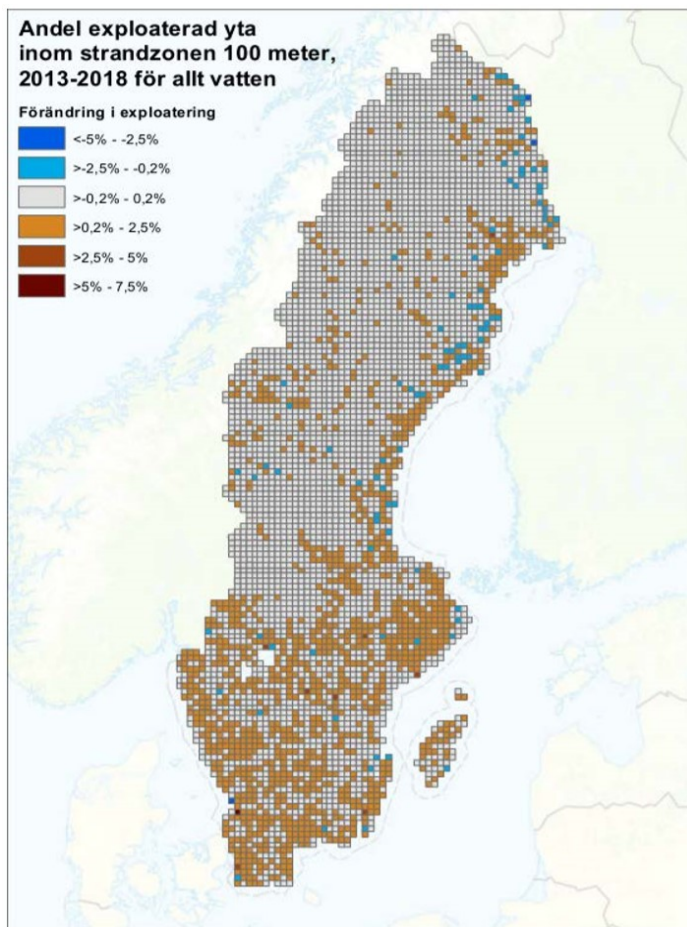 Andel exploaterad yta
inom strandzonen 100 meter,
2013-2018 för allt vatten
Förändring i exploatering
<-5% - -2,5%
>-2,5% - -0,2%
>-0,2% - 0,2%
>0,2% - 2,5%
>2,5% - 5%
>5% - 7,5%